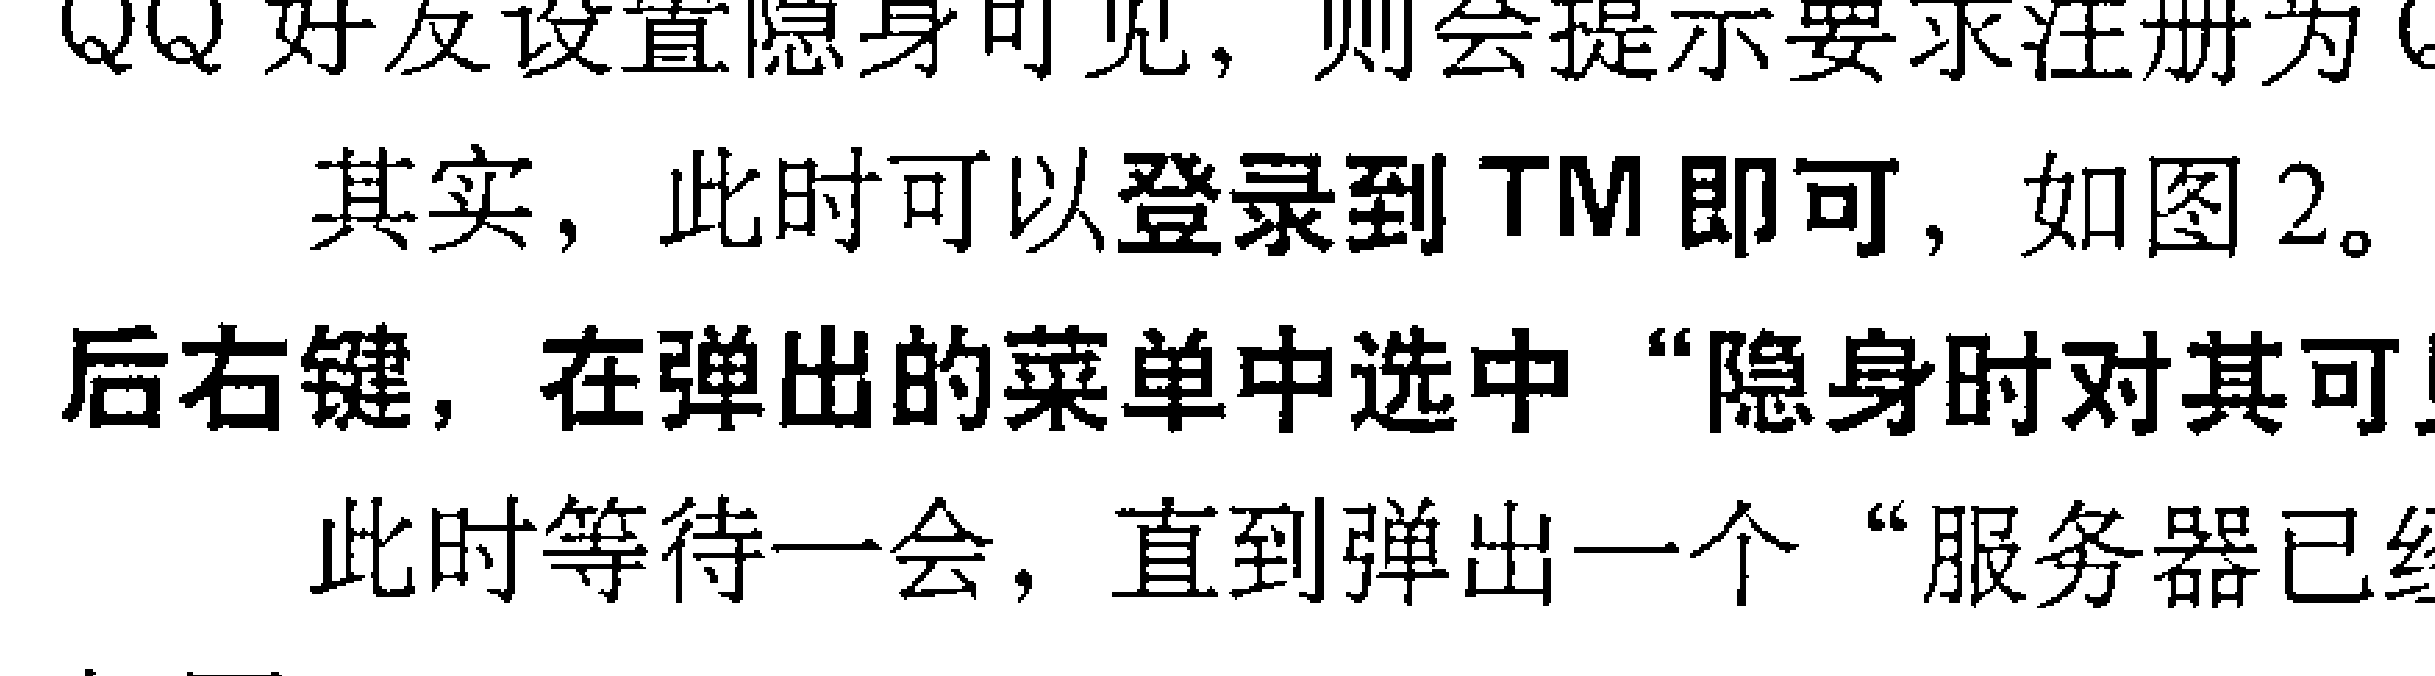 QQ 好友设置隐身可见，则会提示要求注册为
其实，此时可以登录到 TM 即可，如图 2。
后右键，在弹出的菜单中选中“隐身时对其可
此时等待一会，直到弹出一个“服务器已经